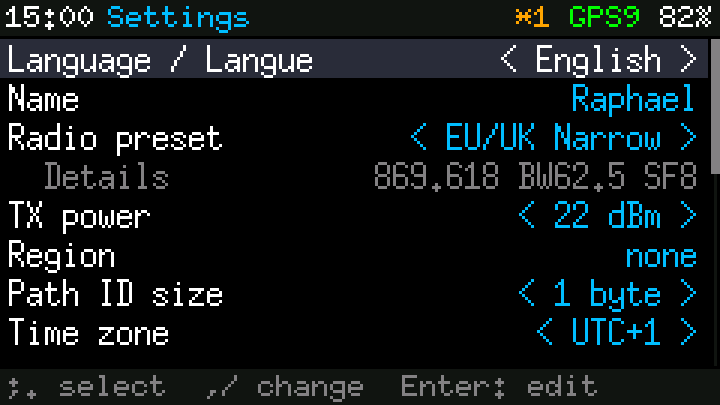 15:00 Settings ⁎1 GPS9 82%
Language / Langue < English >
Name Raphael
Radio preset < EU/UK Narrow >
Details 869.618 BW62.5 SF8
TX power < 22 dBm >
Region none
Path ID size < 1 byte >
Time zone < UTC+1 >
;. select ,/ change Enter: edit